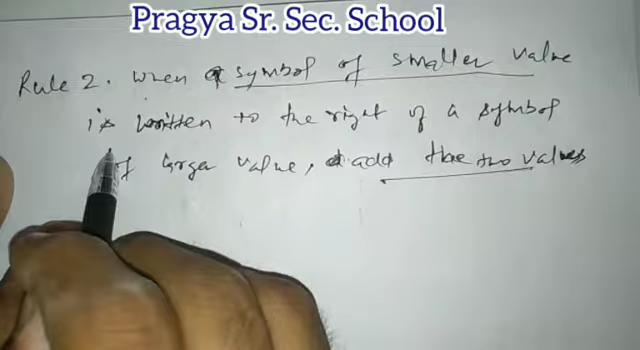 Pragya Sr. Sec. School
Rule 2. when a symbol of smaller value
is written to the right of a symbol
of larger value, add the two values